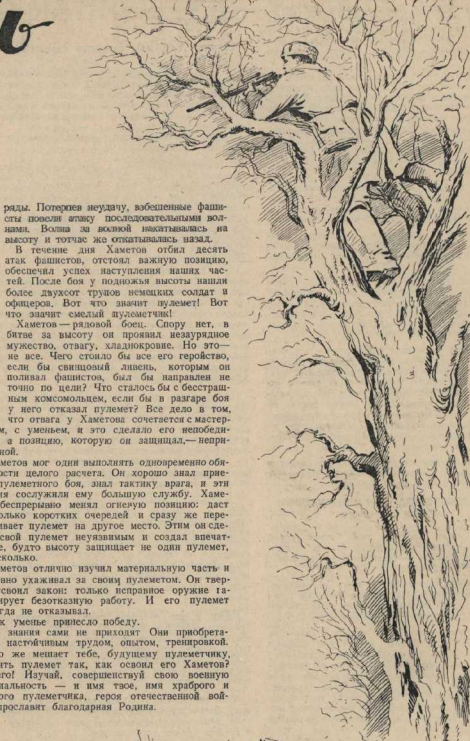 ь
ряды. Потерпев неудачу, взбешенные фаши-
сты повели атаку последовательными вол-
нами. Волна за волной накатывалась на
высоту и тотчас же откатывалась назад.
В течение дня Хаметов отбил десять
атак фашистов, отстоял важную позицию,
обеспечил успех наступления наших час-
тей. После боя у подножья высоты нашли
более двухсот трупов немецких солдат и
офицеров. Вот что значит пулемет! Вот
что значит смелый пулеметчик!
Хаметов — рядовой боец. Спору нет, в
битве за высоту он проявил незаурядное
мужество, отвагу, хладнокровие. Но это —
не все. Чего стоило бы все его геройство,
если бы свинцовый ливень, которым он
поливал фашистов, был бы направлен не
точно по цели? Что сталось бы с бесстраш-
ным комсомольцем, если бы в разгаре боя
у него отказал пулемет? Все дело в том,
что отвага у Хаметова сочетается с мастер-
м, с уменьем, и это сделало его непобеди-
а позицию, которую он защищал,— непри-
ной.
метов мог один выполнять одновременно обя-
ости целого расчета. Он хорошо знал прие-
пулеметного боя, знал тактику врага, и эти
ия сослужили ему большую службу. Хаме-
беспрерывно менял огневую позицию: даст
олько коротких очередей и сразу же пере-
ивает пулемет на другое место. Этим он сде-
свой пулемет неуязвимым и создал впечат-
е, будто высоту защищает не один пулемет,
сколько.
метов отлично изучил материальную часть и
вно ухаживал за своим пулеметом. Он твер-
своил закон: только исправное оружие га-
ирует безотказную работу. И его пулемет
гда не отказывал.
к уменье принесло победу.
знания сами не приходят Они приобрета-
настойчивым трудом, опытом, тренировкой.
о же мешает тебе, будущему пулеметчику,
ить пулемет так, как освоил его Хаметов?
его! Изучай, совершенствуй свою военную
иальность — и имя твое, имя храброго и
ого пулеметчика, героя отечественной вой-
прославит благодарная Родина.